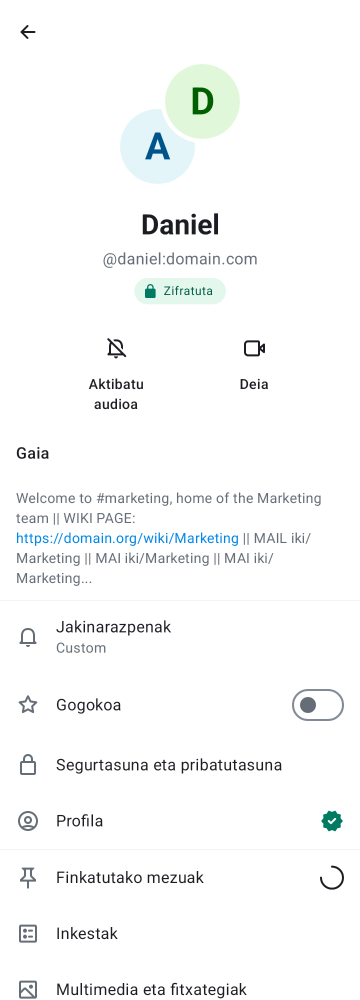 D
A
Daniel
@daniel:domain.com
Zifratuta
Aktibatu
audioa
Deia
Gaia
Welcome to #marketing, home of the Marketing
team || WIKI PAGE:
https://domain.org/wiki/Marketing || MAIL iki/
Marketing || MAI iki/Marketing || MAI iki/
Marketing...
Jakinarazpenak
Custom
Gogokoa
Segurtasuna eta pribatutasuna
Profila
Finkatutako mezuak
Inkestak
Multimedia eta fitxategiak